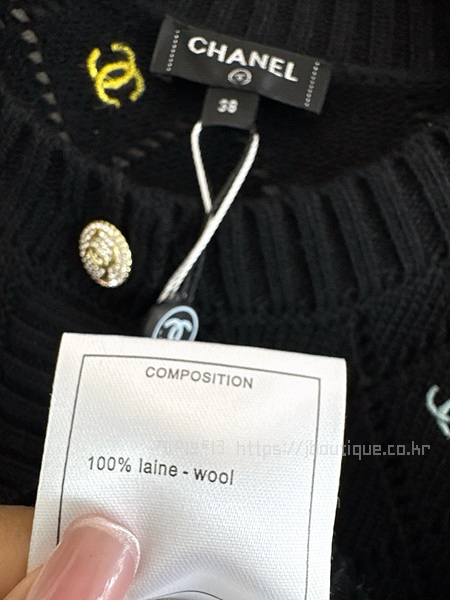 CHANEL
38
COMPOSITION
https://jboutique.co.kr
100% laine - wool